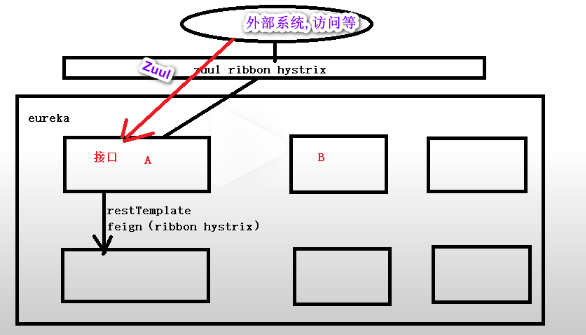 外部系统,访问等
Zuul
zuul ribbon hystrix
eureka
接口 A
B
restTemplate
feign (ribbon hystrix)